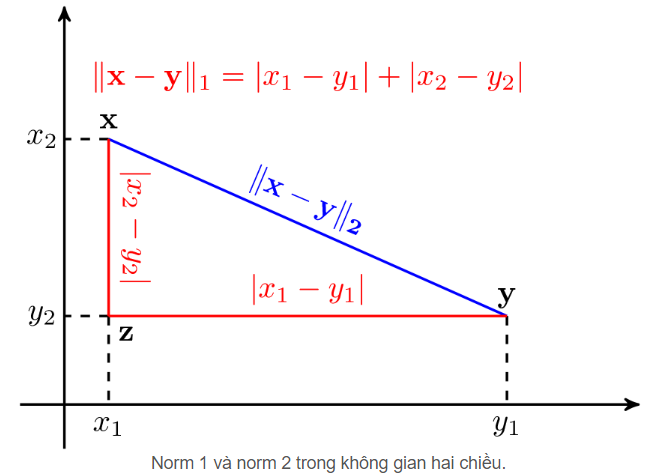 ‖x − y‖₁ = |x₁ − y₁| + |x₂ − y₂|
x
x₂
‖x − y‖₂
|x₂ − y₂|
|x₁ − y₁|
y
y₂
z
x₁
y₁
Norm 1 và norm 2 trong không gian hai chiều.